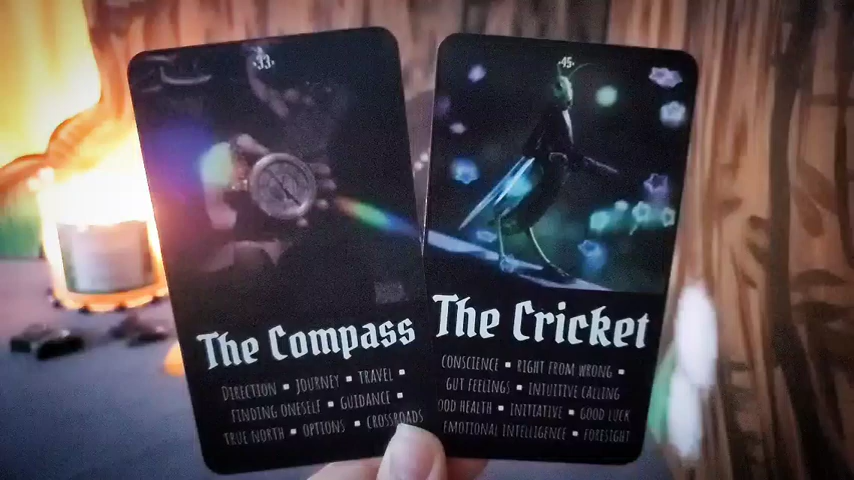 ·33·
The Compass
DIRECTION ▪ JOURNEY ▪ TRAVEL ▪
FINDING ONESELF ▪ GUIDANCE ▪
TRUE NORTH ▪ OPTIONS ▪ CROSSROADS
·45·
The Cricket
CONSCIENCE ▪ RIGHT FROM WRONG ▪
GUT FEELINGS ▪ INTUITIVE CALLING
OOD HEALTH ▪ INITIATIVE ▪ GOOD LUCK
EMOTIONAL INTELLIGENCE ▪ FORESIGHT